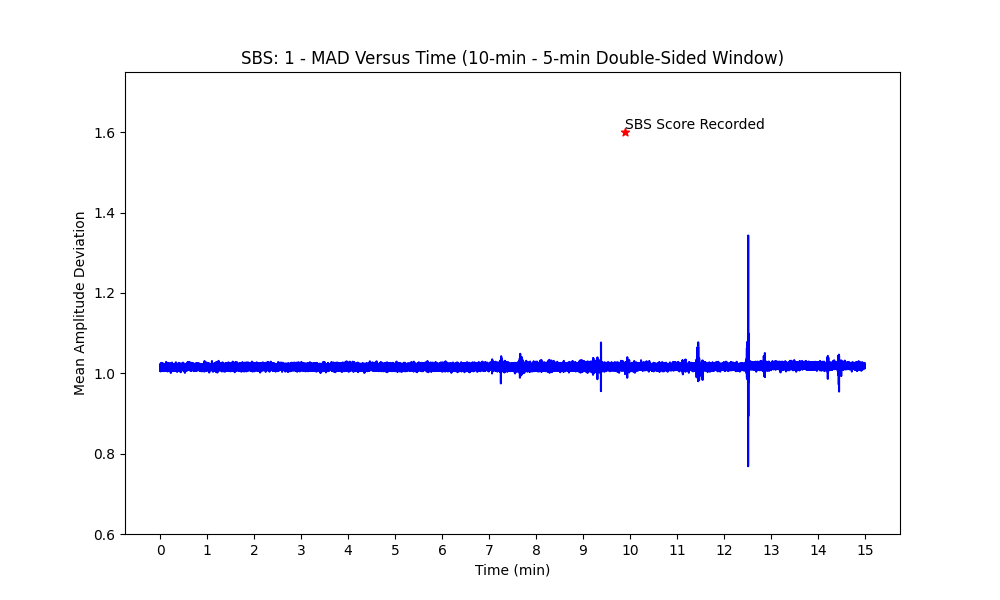 SBS: 1 - MAD Versus Time (10-min - 5-min Double-Sided Window)
SBS Score Recorded
Mean Amplitude Deviation
1.6
1.4
1.2
1.0
0.8
0.6
0 1 2 3 4 5 6 7 8 9 10 11 12 13 14 15
Time (min)